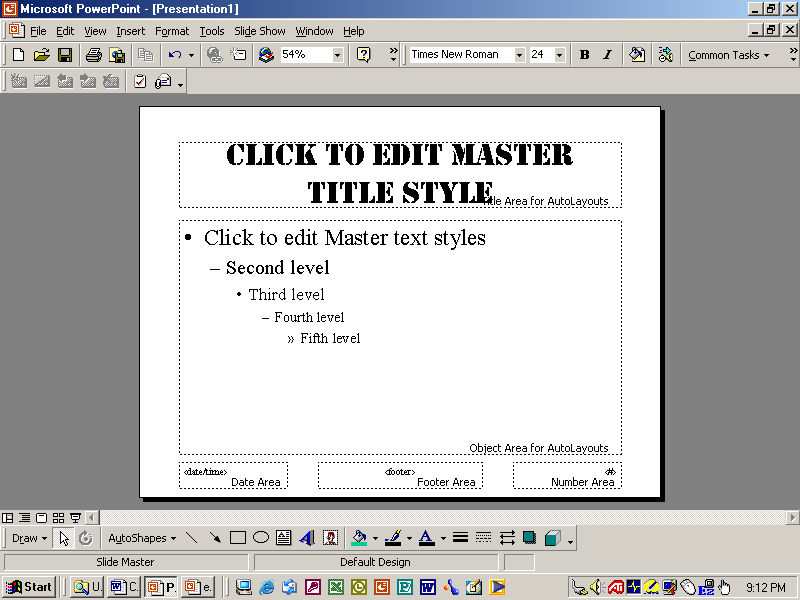 Microsoft PowerPoint - [Presentation1]
File Edit View Insert Format Tools Slide Show Window Help
54% Times New Roman 24 B I Common Tasks
CLICK TO EDIT MASTER
TITLE STYLE
Title Area for AutoLayouts
• Click to edit Master text styles
– Second level
• Third level
– Fourth level
» Fifth level
Object Area for AutoLayouts
<date/time> <footer> <#>
Date Area Footer Area Number Area
Draw AutoShapes
Slide Master Default Design
Start U. C. P. e. 9:12 PM